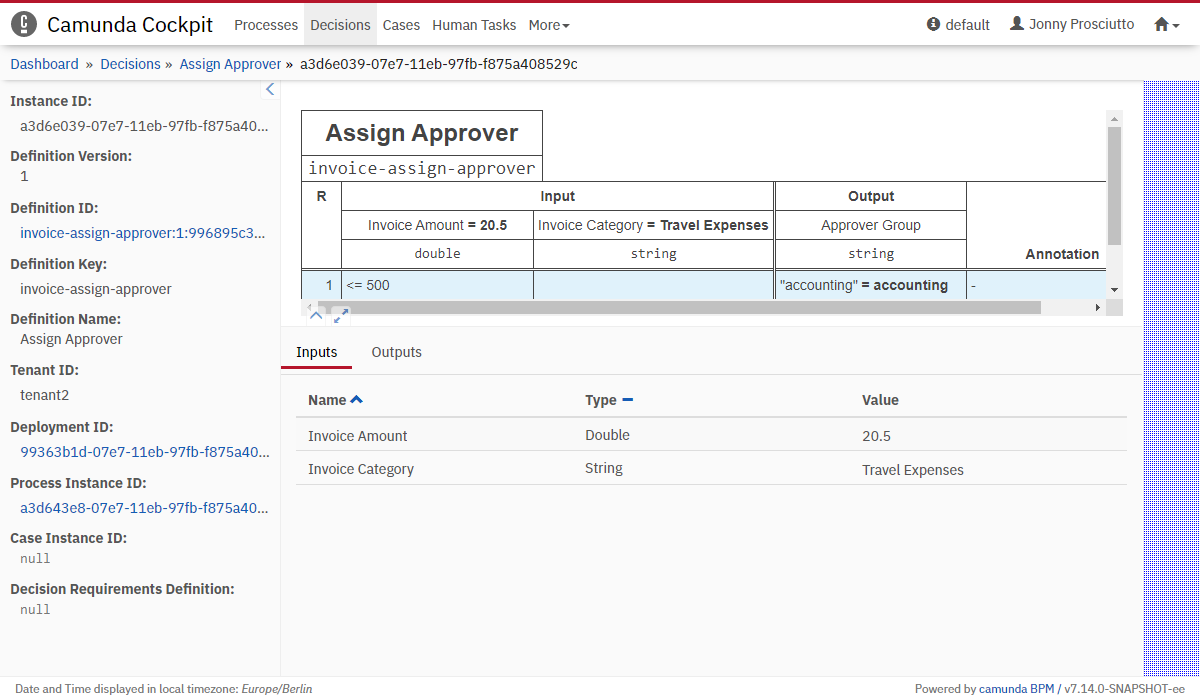 Camunda Cockpit Processes Decisions Cases Human Tasks More default Jonny Prosciutto
Dashboard » Decisions » Assign Approver » a3d6e039-07e7-11eb-97fb-f875a408529c
Instance ID:
a3d6e039-07e7-11eb-97fb-f875a40...
Definition Version:
1
Definition ID:
invoice-assign-approver:1:996895c3...
Definition Key:
invoice-assign-approver
Definition Name:
Assign Approver
Tenant ID:
tenant2
Deployment ID:
99363b1d-07e7-11eb-97fb-f875a40...
Process Instance ID:
a3d643e8-07e7-11eb-97fb-f875a40...
Case Instance ID:
null
Decision Requirements Definition:
null
Assign Approver
invoice-assign-approver
R Input Output
Invoice Amount = 20.5 Invoice Category = Travel Expenses Approver Group
double string string Annotation
1 <= 500 "accounting" = accounting -
Inputs Outputs
Name Type Value
Invoice Amount Double 20.5
Invoice Category String Travel Expenses
Date and Time displayed in local timezone: Europe/Berlin Powered by camunda BPM / v7.14.0-SNAPSHOT-ee